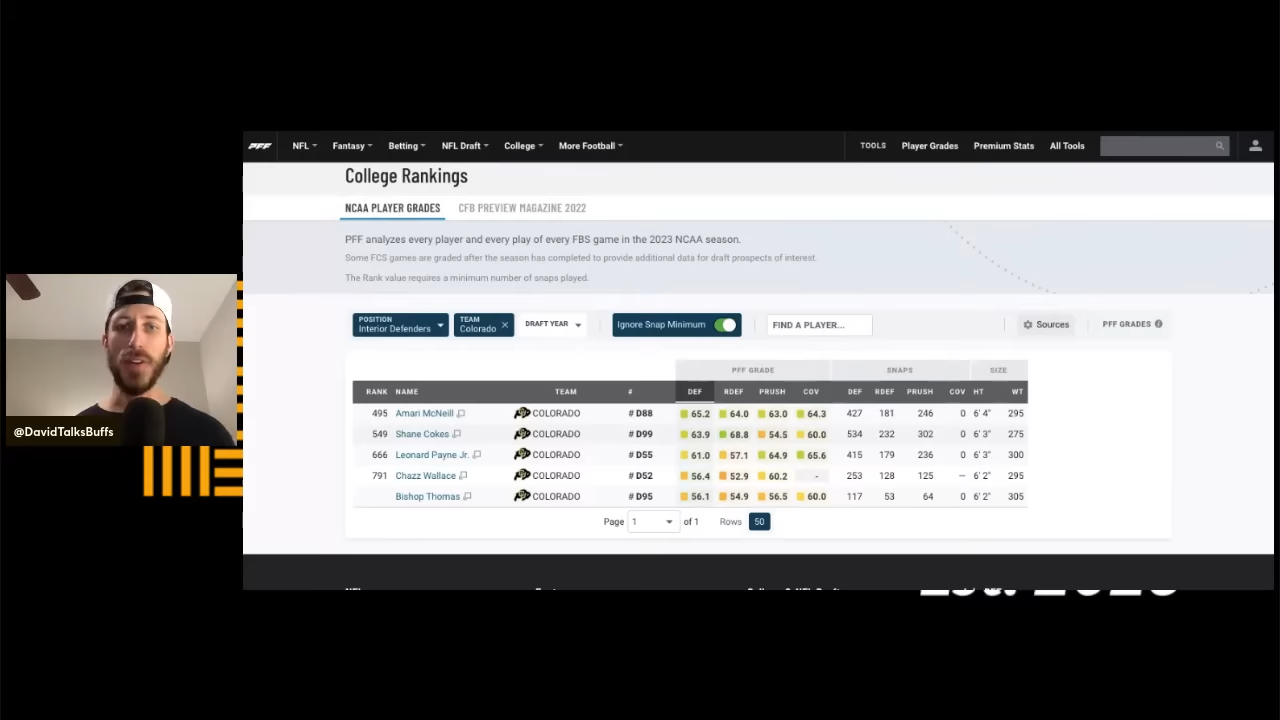 PFF NFL Fantasy Betting NFL Draft College More Football TOOLS Player Grades Premium Stats All Tools
College Rankings
NCAA PLAYER GRADES CFB PREVIEW MAGAZINE 2022
PFF analyzes every player and every play of every FBS game in the 2023 NCAA season.
Some FCS games are graded after the season has completed to provide additional data for draft prospects of interest.
The Rank value requires a minimum number of snaps played.
POSITION
Interior Defenders
TEAM
Colorado ×
DRAFT YEAR
Ignore Snap Minimum
FIND A PLAYER...
Sources
PFF GRADES
PFF GRADE SNAPS SIZE
RANK NAME TEAM # DEF RDEF PRUSH COV DEF RDEF PRUSH COV HT WT
495 Amari McNeill COLORADO # D88 65.2 64.0 63.0 64.3 427 181 246 0 6' 4" 295
549 Shane Cokes COLORADO # D99 63.9 68.8 54.5 60.0 534 232 302 0 6' 3" 275
666 Leonard Payne Jr. COLORADO # D55 61.0 57.1 64.9 65.6 415 179 236 0 6' 3" 300
791 Chazz Wallace COLORADO # D52 56.4 52.9 60.2 - 253 128 125 – 6' 2" 295
Bishop Thomas COLORADO # D95 56.1 54.9 56.5 60.0 117 53 64 0 6' 2" 305
Page 1 of 1 Rows 50
@DavidTalksBuffs